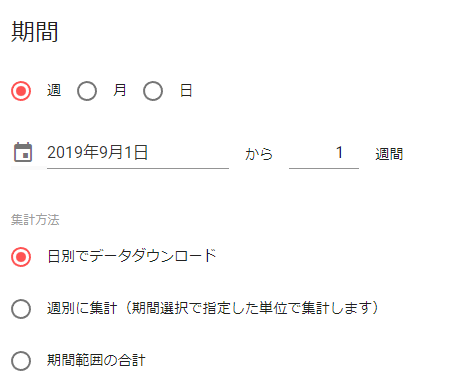 期間
週 月 日
2019年9月1日 から 1 週間
集計方法
日別でデータダウンロード
週別に集計（期間選択で指定した単位で集計します）
期間範囲の合計